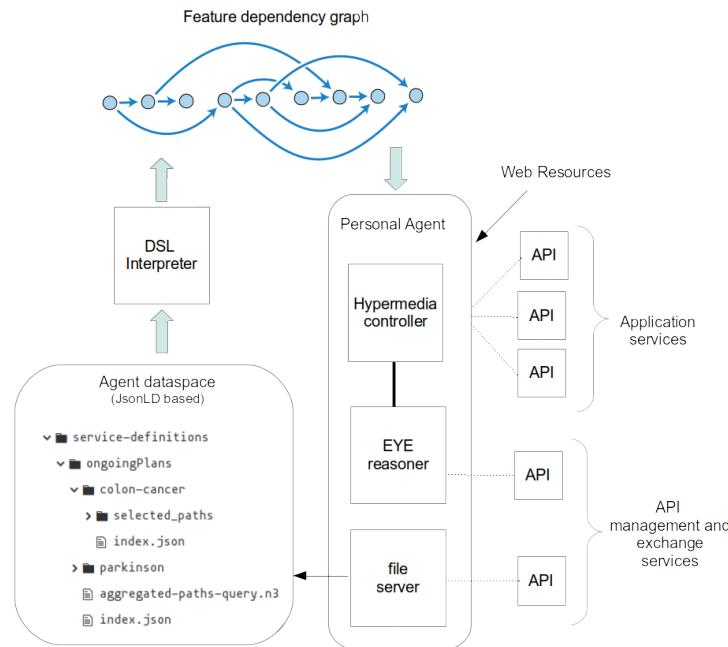 Feature dependency graph
Web Resources
Personal Agent
DSL
Interpreter
Hypermedia
controller
API
API
API
Application
services
Agent dataspace
(JsonLD based)
service-definitions
ongoingPlans
colon-cancer
selected_paths
index.json
parkinson
aggregated-paths-query.n3
index.json
EYE
reasoner
API
file
server
API
API
management and
exchange
services